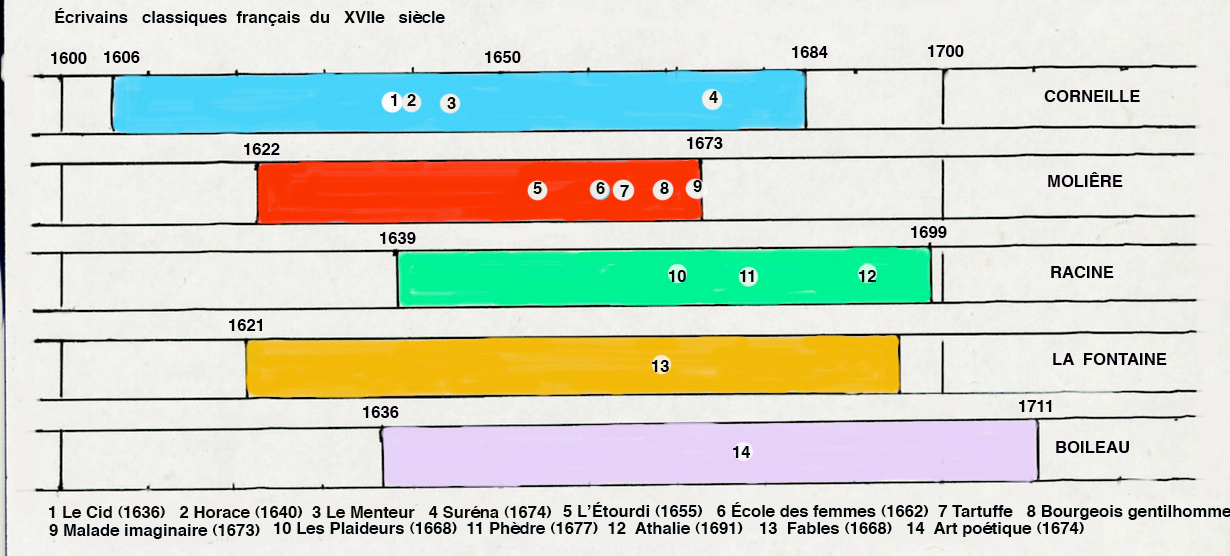 Écrivains classiques français du XVIIe siècle
1600 1606 1650 1684 1700
1 2 3 4 CORNEILLE
1622 1673
5 6 7 8 9 MOLIÊRE
1639 1699
10 11 12 RACINE
1621
13 LA FONTAINE
1636 1711
14 BOILEAU
1 Le Cid (1636) 2 Horace (1640) 3 Le Menteur 4 Suréna (1674) 5 L'Étourdi (1655) 6 École des femmes (1662) 7 Tartuffe 8 Bourgeois gentilhomme
9 Malade imaginaire (1673) 10 Les Plaideurs (1668) 11 Phèdre (1677) 12 Athalie (1691) 13 Fables (1668) 14 Art poétique (1674)